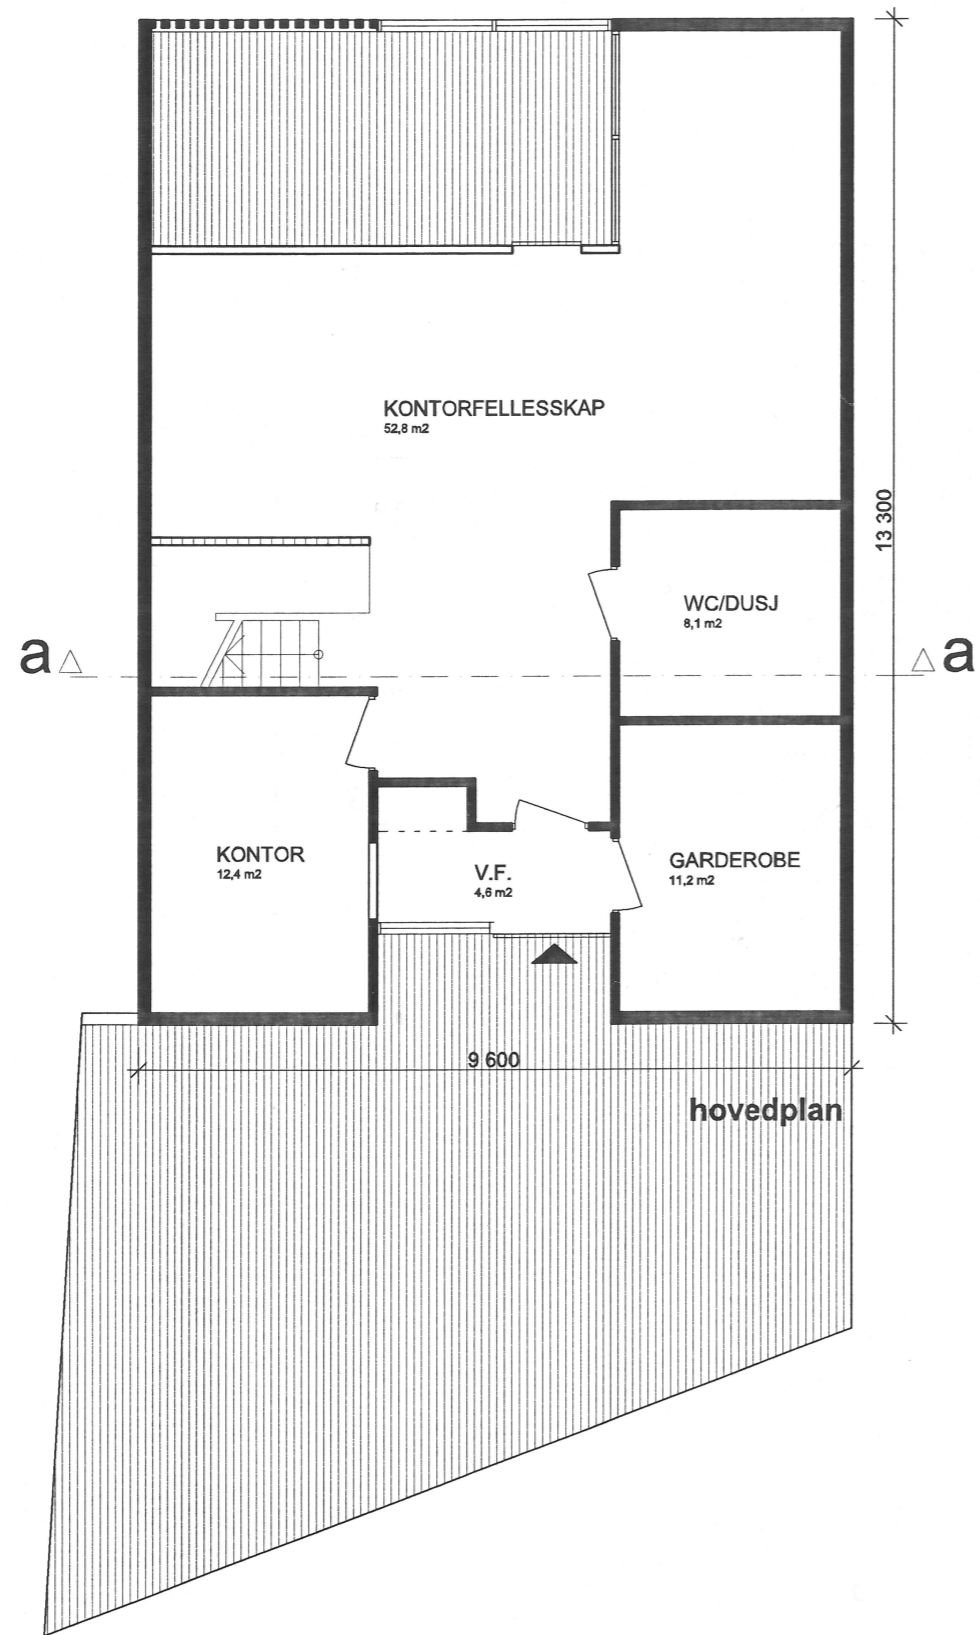 KONTORFELLESSKAP
52,8 m2
13 300
WC/DUSJ
8,1 m2
a
a
KONTOR
12,4 m2
V.F.
4,6 m2
GARDEROBE
11,2 m2
9 600
hovedplan